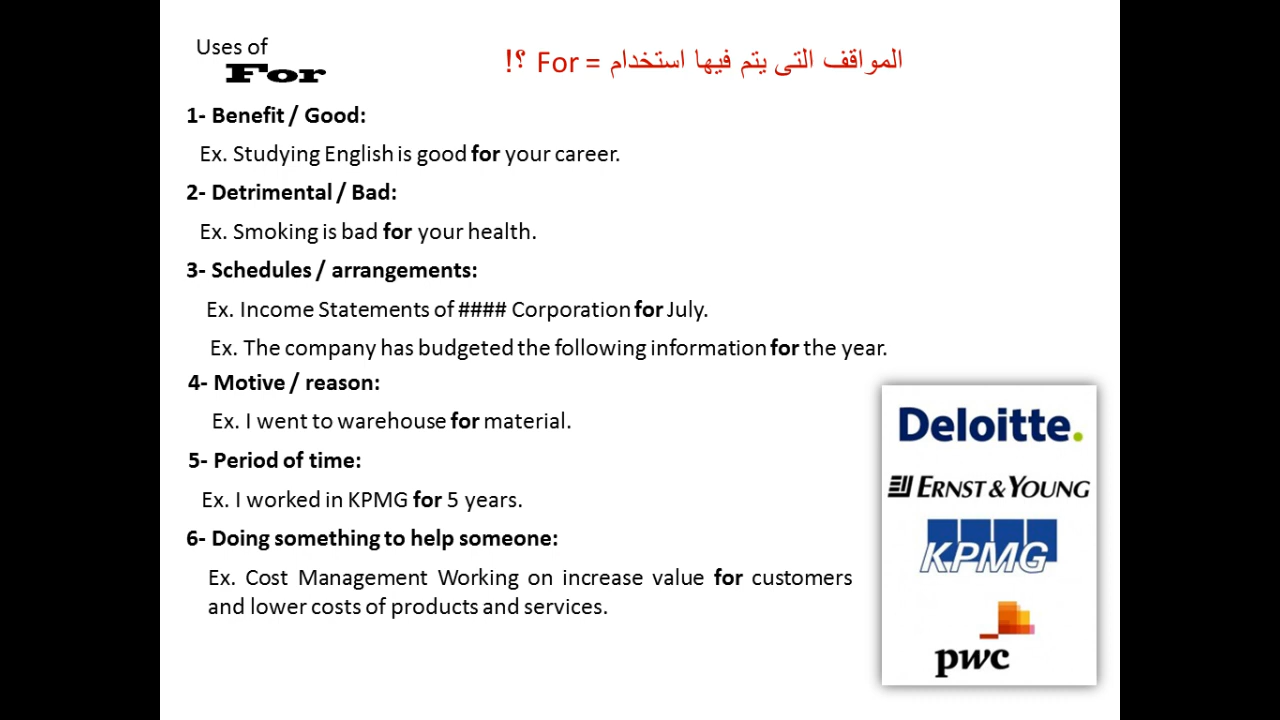 Uses of
For
المواقف التى يتم فيها استخدام = For ؟!
1- Benefit / Good:
Ex. Studying English is good for your career.
2- Detrimental / Bad:
Ex. Smoking is bad for your health.
3- Schedules / arrangements:
Ex. Income Statements of #### Corporation for July.
Ex. The company has budgeted the following information for the year.
4- Motive / reason:
Ex. I went to warehouse for material.
5- Period of time:
Ex. I worked in KPMG for 5 years.
6- Doing something to help someone:
Ex. Cost Management Working on increase value for customers
and lower costs of products and services.
Deloitte.
ERNST & YOUNG
KPMG
pwc